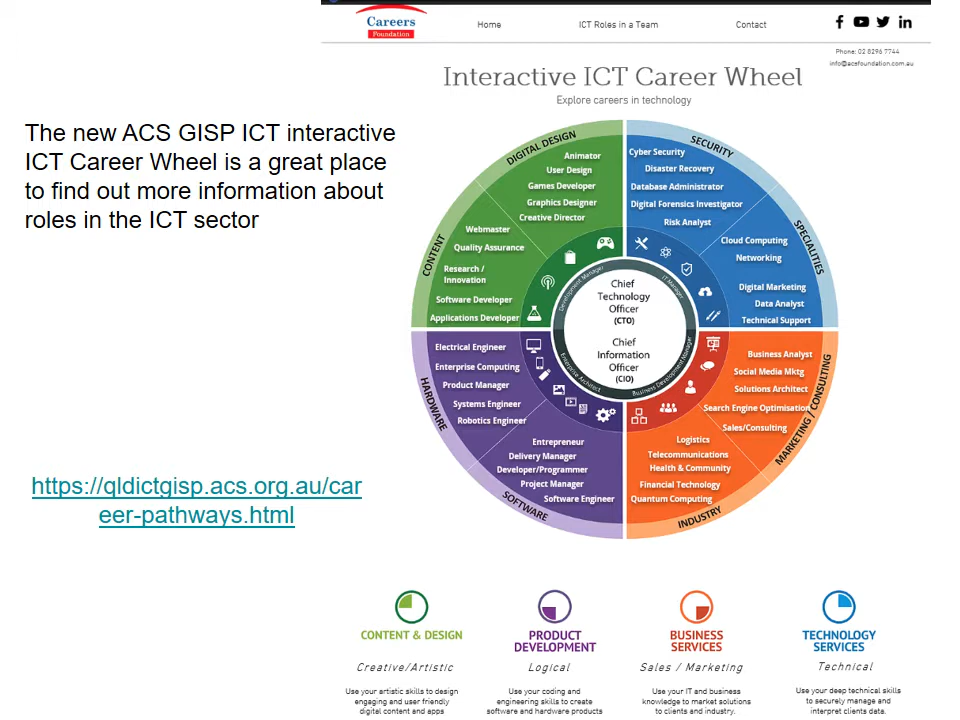 Careers
Foundation
Home
ICT Roles in a Team
Contact
Phone: 02 8296 7744
info@acsfoundation.com.au
Interactive ICT Career Wheel
Explore careers in technology
The new ACS GISP ICT interactive
ICT Career Wheel is a great place
to find out more information about
roles in the ICT sector
https://qldictgisp.acs.org.au/car
eer-pathways.html
DIGITAL DESIGN
Animator
User Design
Games Developer
Graphics Designer
Creative Director
CONTENT
Webmaster
Quality Assurance
Research /
Innovation
Software Developer
Applications Developer
SECURITY
Cyber Security
Disaster Recovery
Database Administrator
Digital Forensics Investigator
Risk Analyst
SPECIALITIES
Cloud Computing
Networking
Digital Marketing
Data Analyst
Technical Support
Development Manager
IT Manager
Enterprise Architect
Business Development Manager
Chief
Technology
Officer
(CTO)
Chief
Information
Officer
(CIO)
HARDWARE
Electrical Engineer
Enterprise Computing
Product Manager
Systems Engineer
Robotics Engineer
SOFTWARE
Entrepreneur
Delivery Manager
Developer/Programmer
Project Manager
Software Engineer
MARKETING / CONSULTING
Business Analyst
Social Media Mktg
Solutions Architect
Search Engine Optimisation
Sales/Consulting
INDUSTRY
Logistics
Telecommunications
Health & Community
Financial Technology
Quantum Computing
CONTENT & DESIGN
Creative/Artistic
Use your artistic skills to design
engaging and user friendly
digital content and apps
PRODUCT
DEVELOPMENT
Logical
Use your coding and
engineering skills to create
software and hardware products
BUSINESS
SERVICES
Sales / Marketing
Use your IT and business
knowledge to market solutions
to clients and industry.
TECHNOLOGY
SERVICES
Technical
Use your deep technical skills
to securely manage and
interpret clients data.